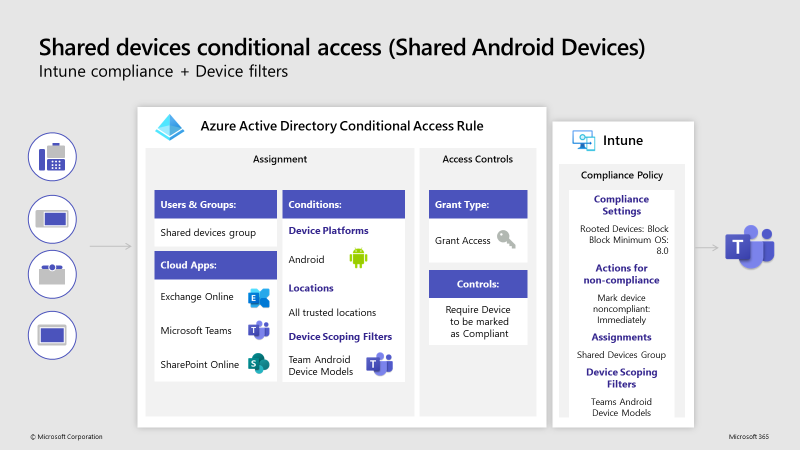 Shared devices conditional access (Shared Android Devices)
Intune compliance + Device filters
Azure Active Directory Conditional Access Rule
Assignment
Users & Groups:
Shared devices group
Cloud Apps:
Exchange Online
E
Microsoft Teams
T
SharePoint Online
S
Conditions:
Device Platforms
Android
Locations
All trusted locations
Device Scoping Filters
Team Android
Device Models
T
Access Controls
Grant Type:
Grant Access
Controls:
Require Device
to be marked
as Compliant
Intune
Compliance Policy
Compliance
Settings
Rooted Devices: Block
Block Minimum OS:
8.0
Actions for
non-compliance
Mark device
noncompliant:
Immediately
Assignments
Shared Devices Group
Device Scoping
Filters
Teams Android
Device Models
T
© Microsoft Corporation
Microsoft 365